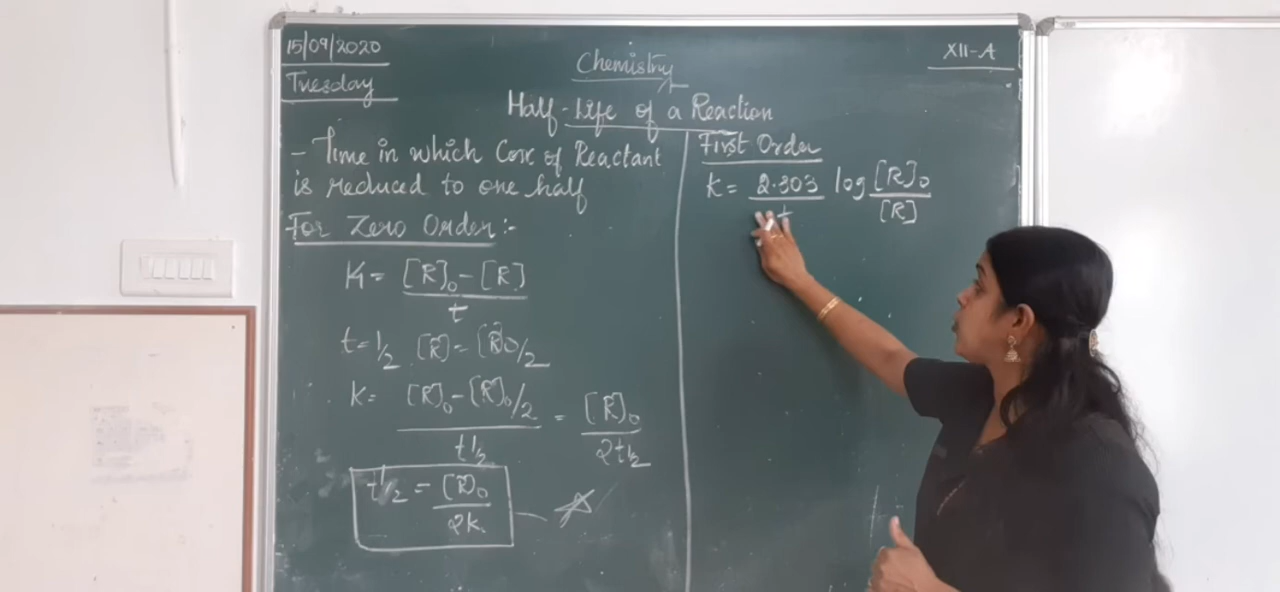 15/09/2020
Tuesday
Chemistry
XII-A
Half-Life of a Reaction
- Time in which Conc of Reactant
is reduced to one half
For Zero Order:-
K = [R]₀ - [R]
t
t = 1/2 [R] = [R]0/2
K = [R]₀ - [R]₀/2 = [R]₀
t1/2 2t1/2
t1/2 = [R]₀
2k
First Order
K = 2.303 log [R]₀
t [R]